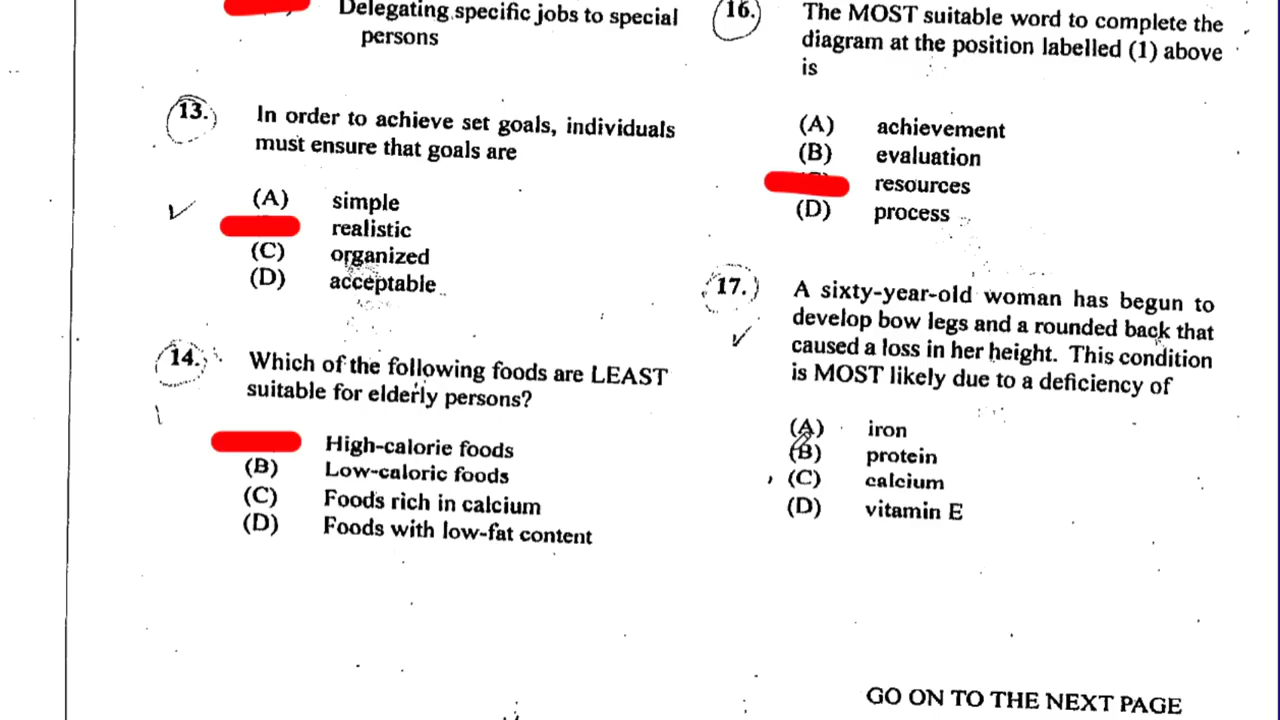 Delegating specific jobs to special
persons
13. In order to achieve set goals, individuals
must ensure that goals are
(A) simple
realistic
(C) organized
(D) acceptable
14. Which of the following foods are LEAST
suitable for elderly persons?
High-calorie foods
(B) Low-caloric foods
(C) Foods rich in calcium
(D) Foods with low-fat content
16. The MOST suitable word to complete the
diagram at the position labelled (1) above
is
(A) achievement
(B) evaluation
resources
(D) process
17. A sixty-year-old woman has begun to
develop bow legs and a rounded back that
caused a loss in her height. This condition
is MOST likely due to a deficiency of
(A) iron
(B) protein
(C) calcium
(D) vitamin E
GO ON TO THE NEXT PAGE